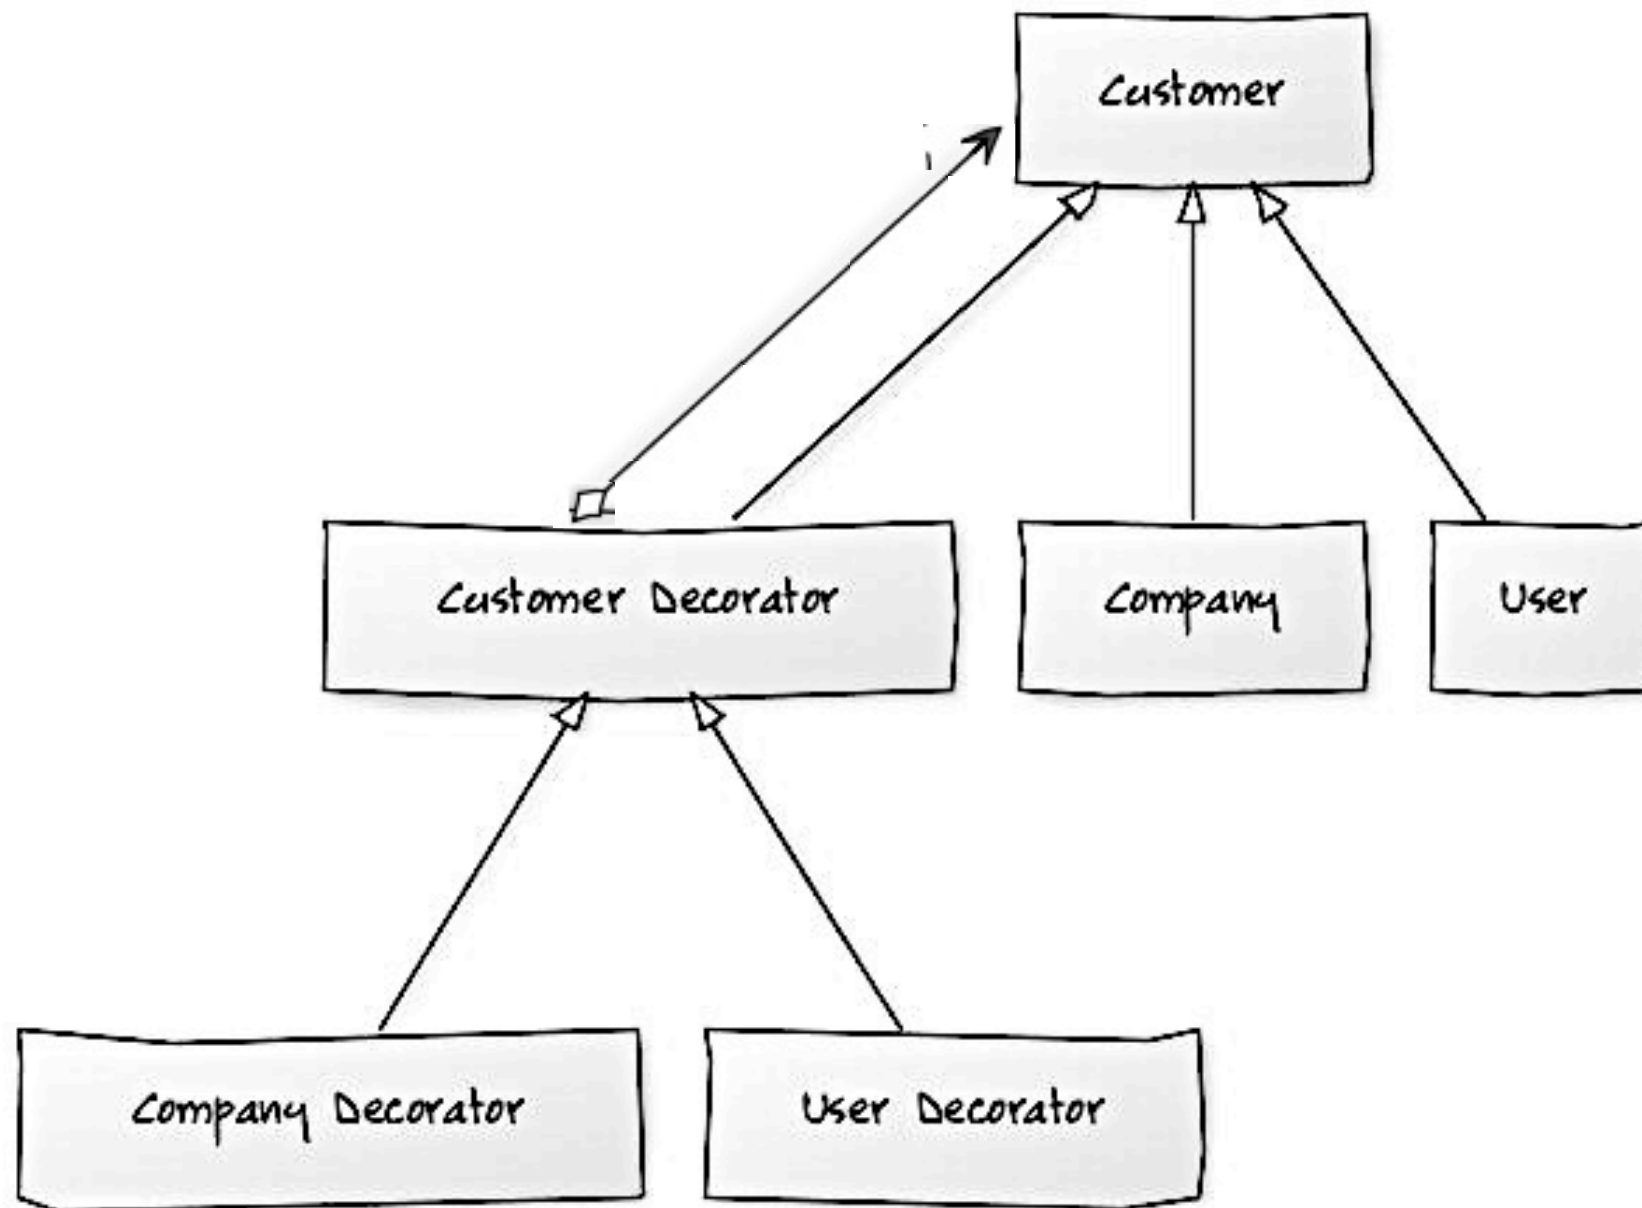 Customer
Customer Decorator
Company
User
Company Decorator
User Decorator